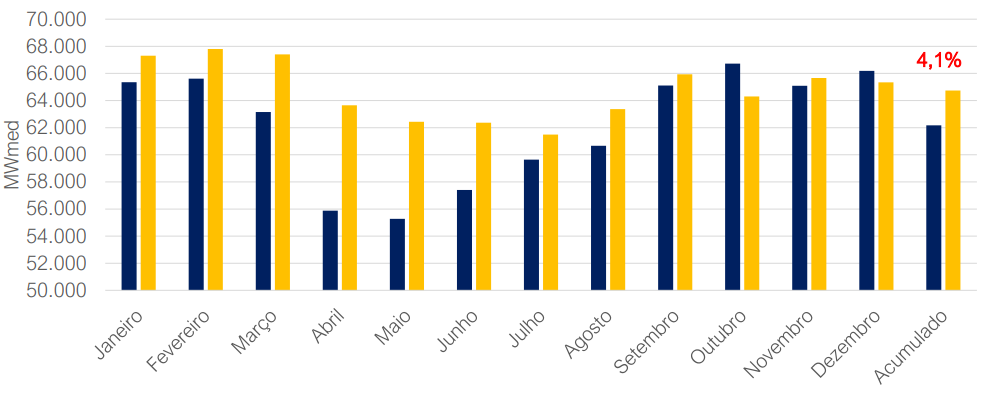 70.000
68.000
66.000
64.000
62.000
60.000
58.000
56.000
54.000
52.000
50.000
MWmed
4,1%
Janeiro
Fevereiro
Março
Abril
Maio
Junho
Julho
Agosto
Setembro
Outubro
Novembro
Dezembro
Acumulado